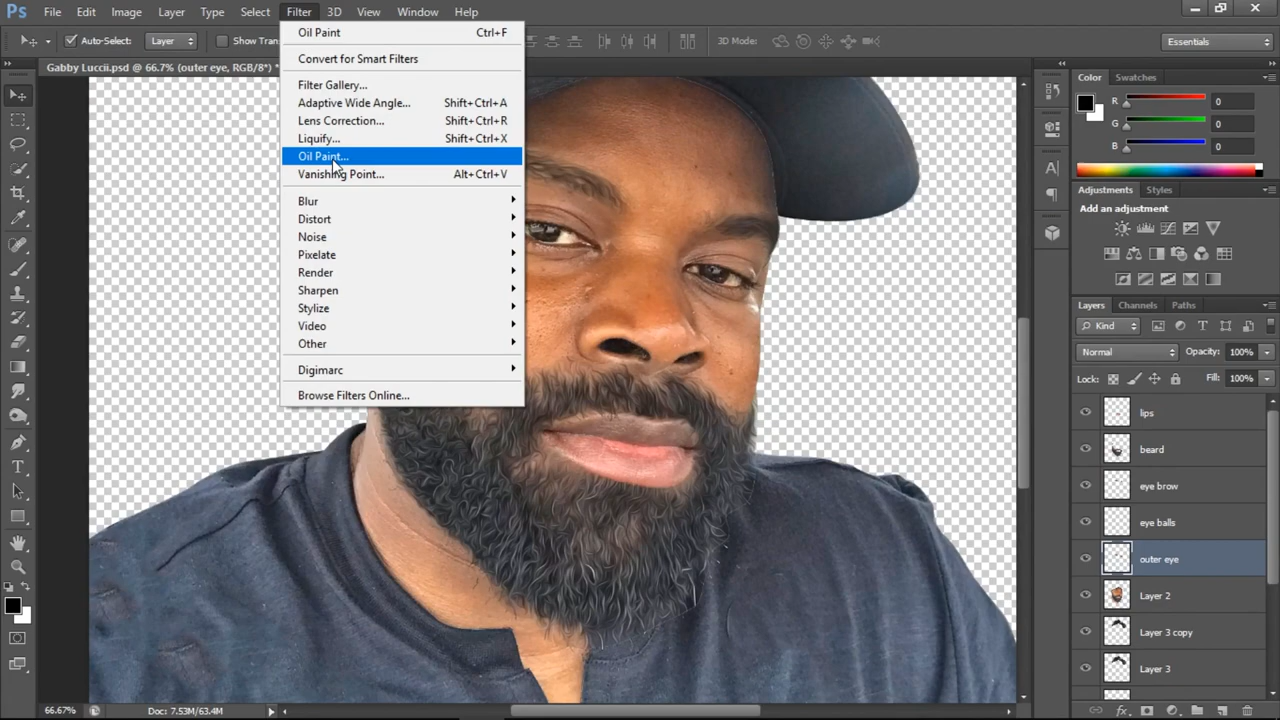 Ps File Edit Image Layer Type Select Filter 3D View Window Help
Auto-Select: Layer Show Tran 3D Mode: Essentials
Gabby Luccii.psd @ 66.7% (outer eye, RGB/8*) *
Oil Paint Ctrl+F
Convert for Smart Filters
Filter Gallery...
Adaptive Wide Angle... Shift+Ctrl+A
Lens Correction... Shift+Ctrl+R
Liquify... Shift+Ctrl+X
Oil Paint...
Vanishing Point... Alt+Ctrl+V
Blur
Distort
Noise
Pixelate
Render
Sharpen
Stylize
Video
Other
Digimarc
Browse Filters Online...
Color Swatches
R 0
G 0
B 0
Adjustments Styles
Add an adjustment
Layers Channels Paths
Kind
Normal Opacity: 100%
Lock: Fill: 100%
lips
beard
eye brow
eye balls
outer eye
Layer 2
Layer 3 copy
Layer 3
66.67% Doc: 7.53M/63.4M